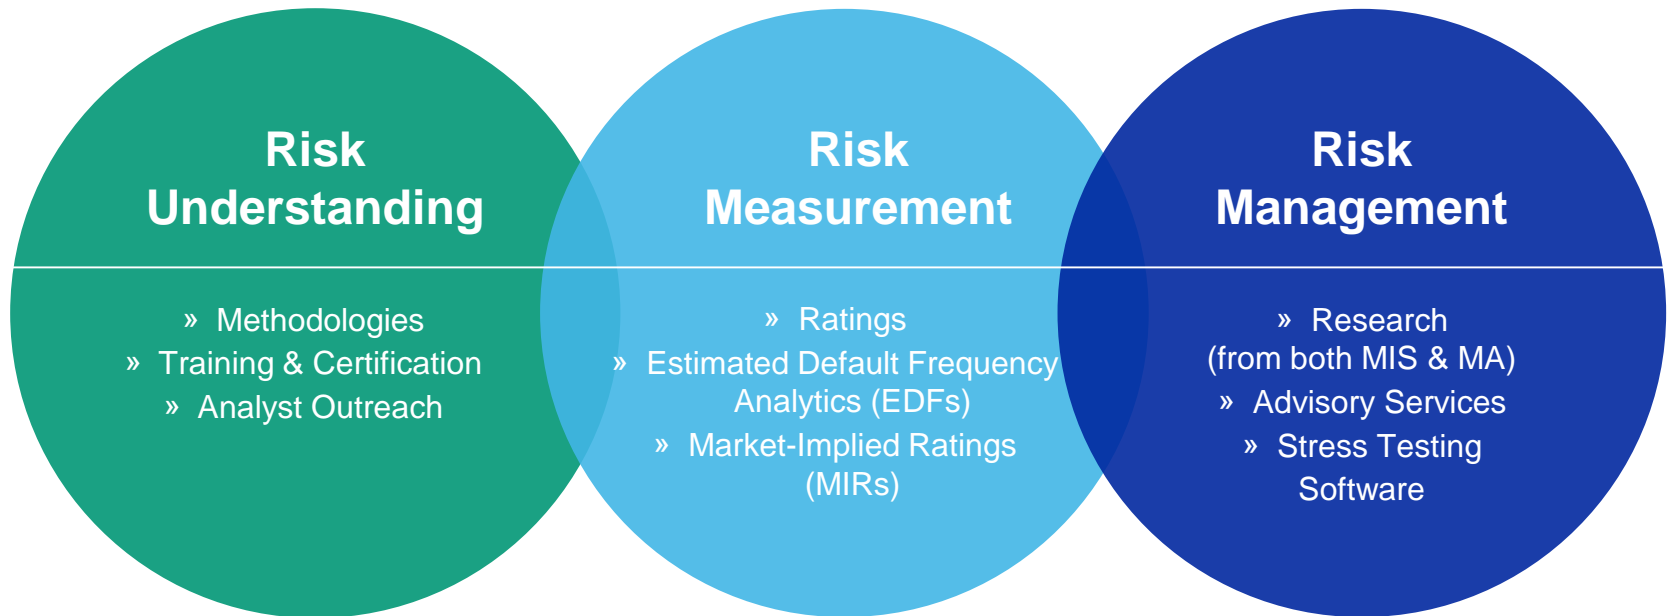 Risk
Understanding
» Methodologies
» Training & Certification
» Analyst Outreach
Risk
Measurement
» Ratings
» Estimated Default Frequency
Analytics (EDFs)
» Market-Implied Ratings
(MIRs)
Risk
Management
» Research
(from both MIS & MA)
» Advisory Services
» Stress Testing
Software